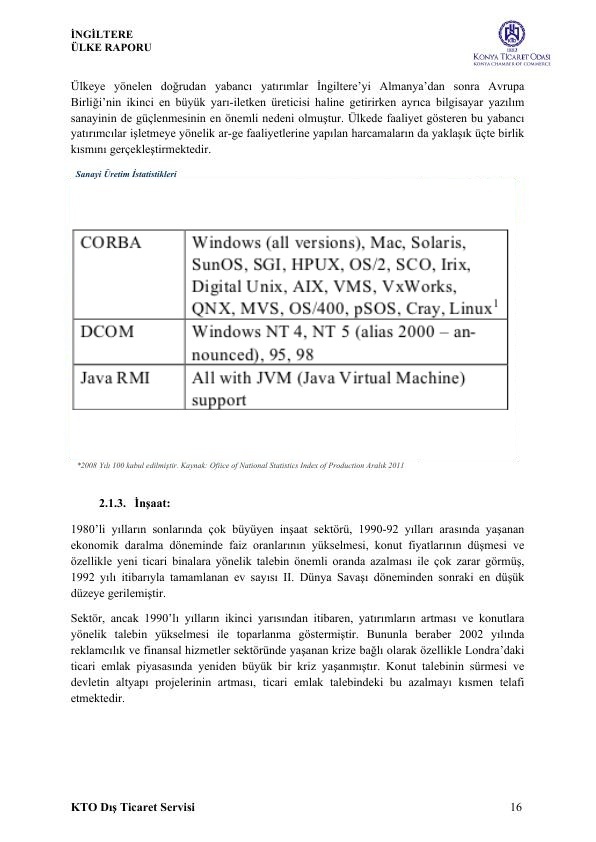 İNGİLTERE
ÜLKE RAPORU
1882
KONYA TİCARET ODASI
KONYA CHAMBER OF COMMERCE
Ülkeye yönelen doğrudan yabancı yatırımlar İngiltere’yi Almanya’dan sonra Avrupa
Birliği’nin ikinci en büyük yarı-iletken üreticisi haline getirirken ayrıca bilgisayar yazılım
sanayinin de güçlenmesinin en önemli nedeni olmuştur. Ülkede faaliyet gösteren bu yabancı
yatırımcılar işletmeye yönelik ar-ge faaliyetlerine yapılan harcamaların da yaklaşık üçte birlik
kısmını gerçekleştirmektedir.
Sanayi Üretim İstatistikleri
CORBA
Windows (all versions), Mac, Solaris,
SunOS, SGI, HPUX, OS/2, SCO, Irix,
Digital Unix, AIX, VMS, VxWorks,
QNX, MVS, OS/400, pSOS, Cray, Linux¹
DCOM
Windows NT 4, NT 5 (alias 2000 – an-
nounced), 95, 98
Java RMI
All with JVM (Java Virtual Machine)
support
*2008 Yılı 100 kabul edilmiştir. Kaynak: Ofiice of National Statistics Index of Production Aralık 2011
2.1.3. İnşaat:
1980’li yılların sonlarında çok büyüyen inşaat sektörü, 1990-92 yılları arasında yaşanan
ekonomik daralma döneminde faiz oranlarının yükselmesi, konut fiyatlarının düşmesi ve
özellikle yeni ticari binalara yönelik talebin önemli oranda azalması ile çok zarar görmüş,
1992 yılı itibarıyla tamamlanan ev sayısı II. Dünya Savaşı döneminden sonraki en düşük
düzeye gerilemiştir.
Sektör, ancak 1990’lı yılların ikinci yarısından itibaren, yatırımların artması ve konutlara
yönelik talebin yükselmesi ile toparlanma göstermiştir. Bununla beraber 2002 yılında
reklamcılık ve finansal hizmetler sektöründe yaşanan krize bağlı olarak özellikle Londra’daki
ticari emlak piyasasında yeniden büyük bir kriz yaşanmıştır. Konut talebinin sürmesi ve
devletin altyapı projelerinin artması, ticari emlak talebindeki bu azalmayı kısmen telafi
etmektedir.
KTO Dış Ticaret Servisi
16